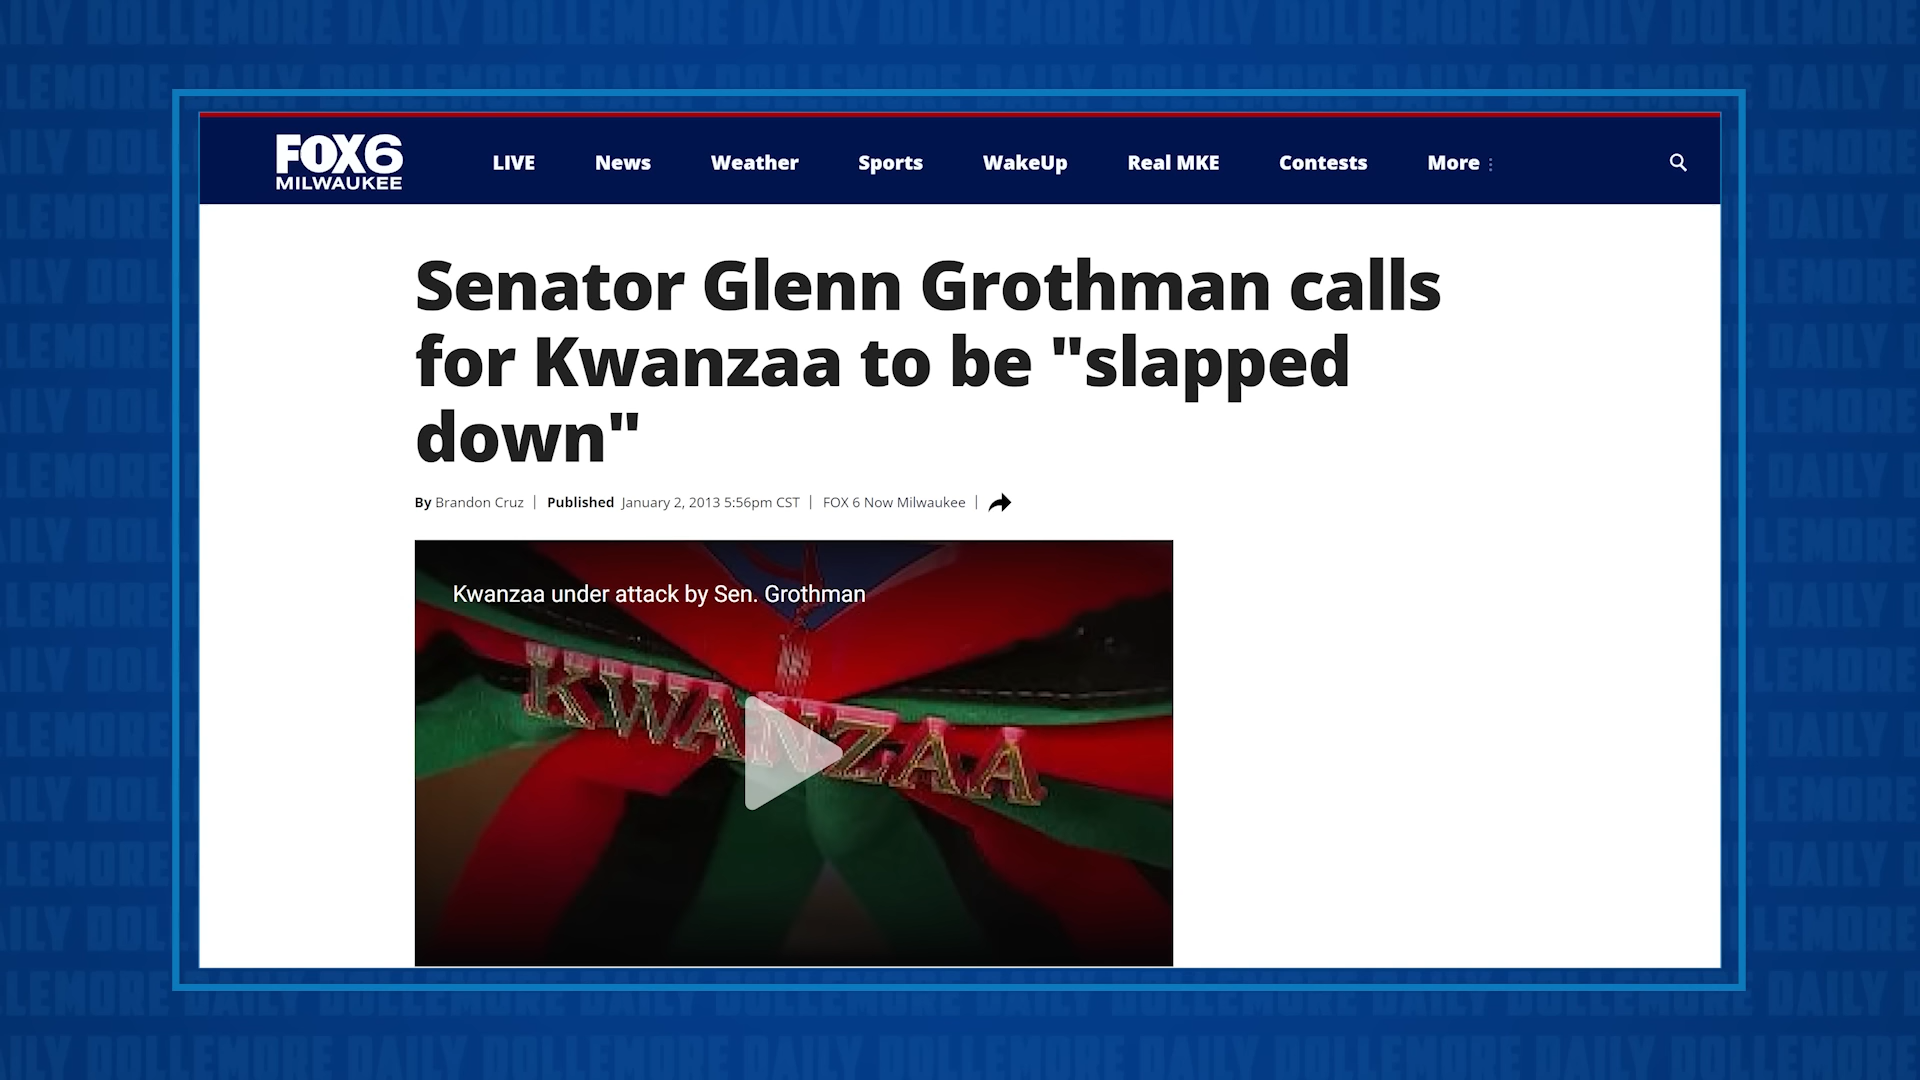 FOX6
MILWAUKEE
LIVE News Weather Sports WakeUp Real MKE Contests More
Senator Glenn Grothman calls
for Kwanzaa to be "slapped
down"
By Brandon Cruz | Published January 2, 2013 5:56pm CST | FOX 6 Now Milwaukee |
Kwanzaa under attack by Sen. Grothman
KWANZAA
DAILY DOLLEMORE